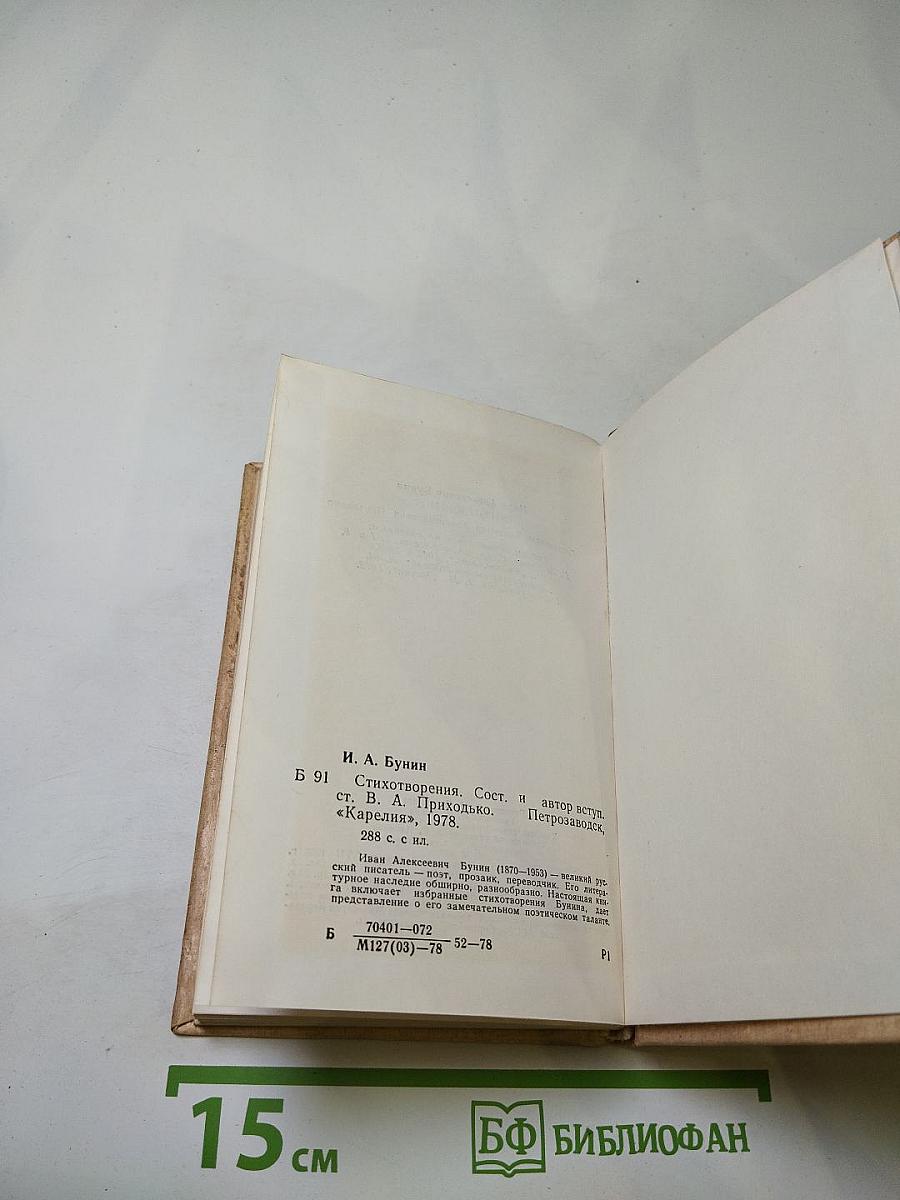 И. А. Бунин
Б 91 Стихотворения. Сост. и автор вступ.
ст. В. А. Приходько. Петрозаводск,
«Карелия», 1978.
288 с. с ил.
Иван Алексеевич Бунин (1870—1953) — великий рус-
ский писатель — поэт, прозаик, переводчик. Его литера-
турное наследие обширно, разнообразно. Настоящая кни-
га включает избранные стихотворения Бунина, дает
представление о его замечательном поэтическом таланте.
70401—072
Б М127(03)—78 52—78
Р1
15 см
БФ БИБЛИОФАН